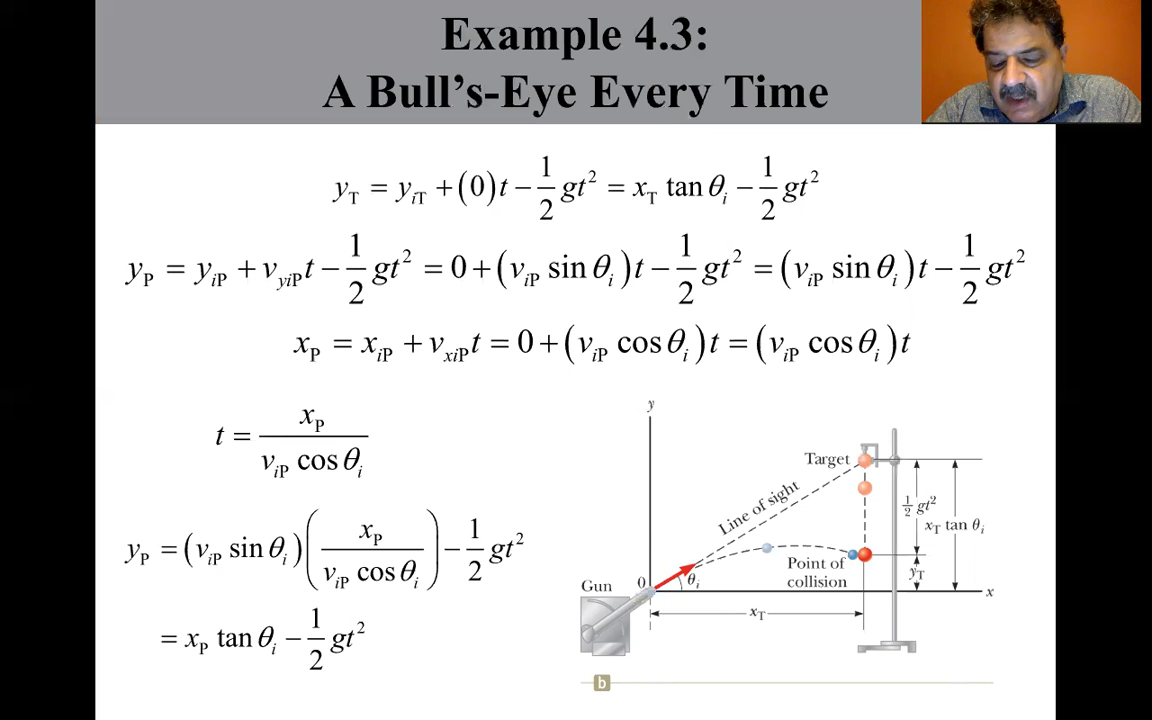 Example 4.3:
A Bull's-Eye Every Time
y_T = y_iT + (0)t − 1/2 gt² = x_T tan θ_i − 1/2 gt²
y_P = y_iP + v_yiP t − 1/2 gt² = 0 + (v_iP sin θ_i)t − 1/2 gt² = (v_iP sin θ_i)t − 1/2 gt²
x_P = x_iP + v_xiP t = 0 + (v_iP cos θ_i)t = (v_iP cos θ_i)t
t = x_P / (v_iP cos θ_i)
y_P = (v_iP sin θ_i)(x_P / (v_iP cos θ_i)) − 1/2 gt²
= x_P tan θ_i − 1/2 gt²
y
Target
Line of sight
1/2 gt²
x_T tan θ_i
Point of
collision
y_T
Gun
0
θ_i
x
x_T
b